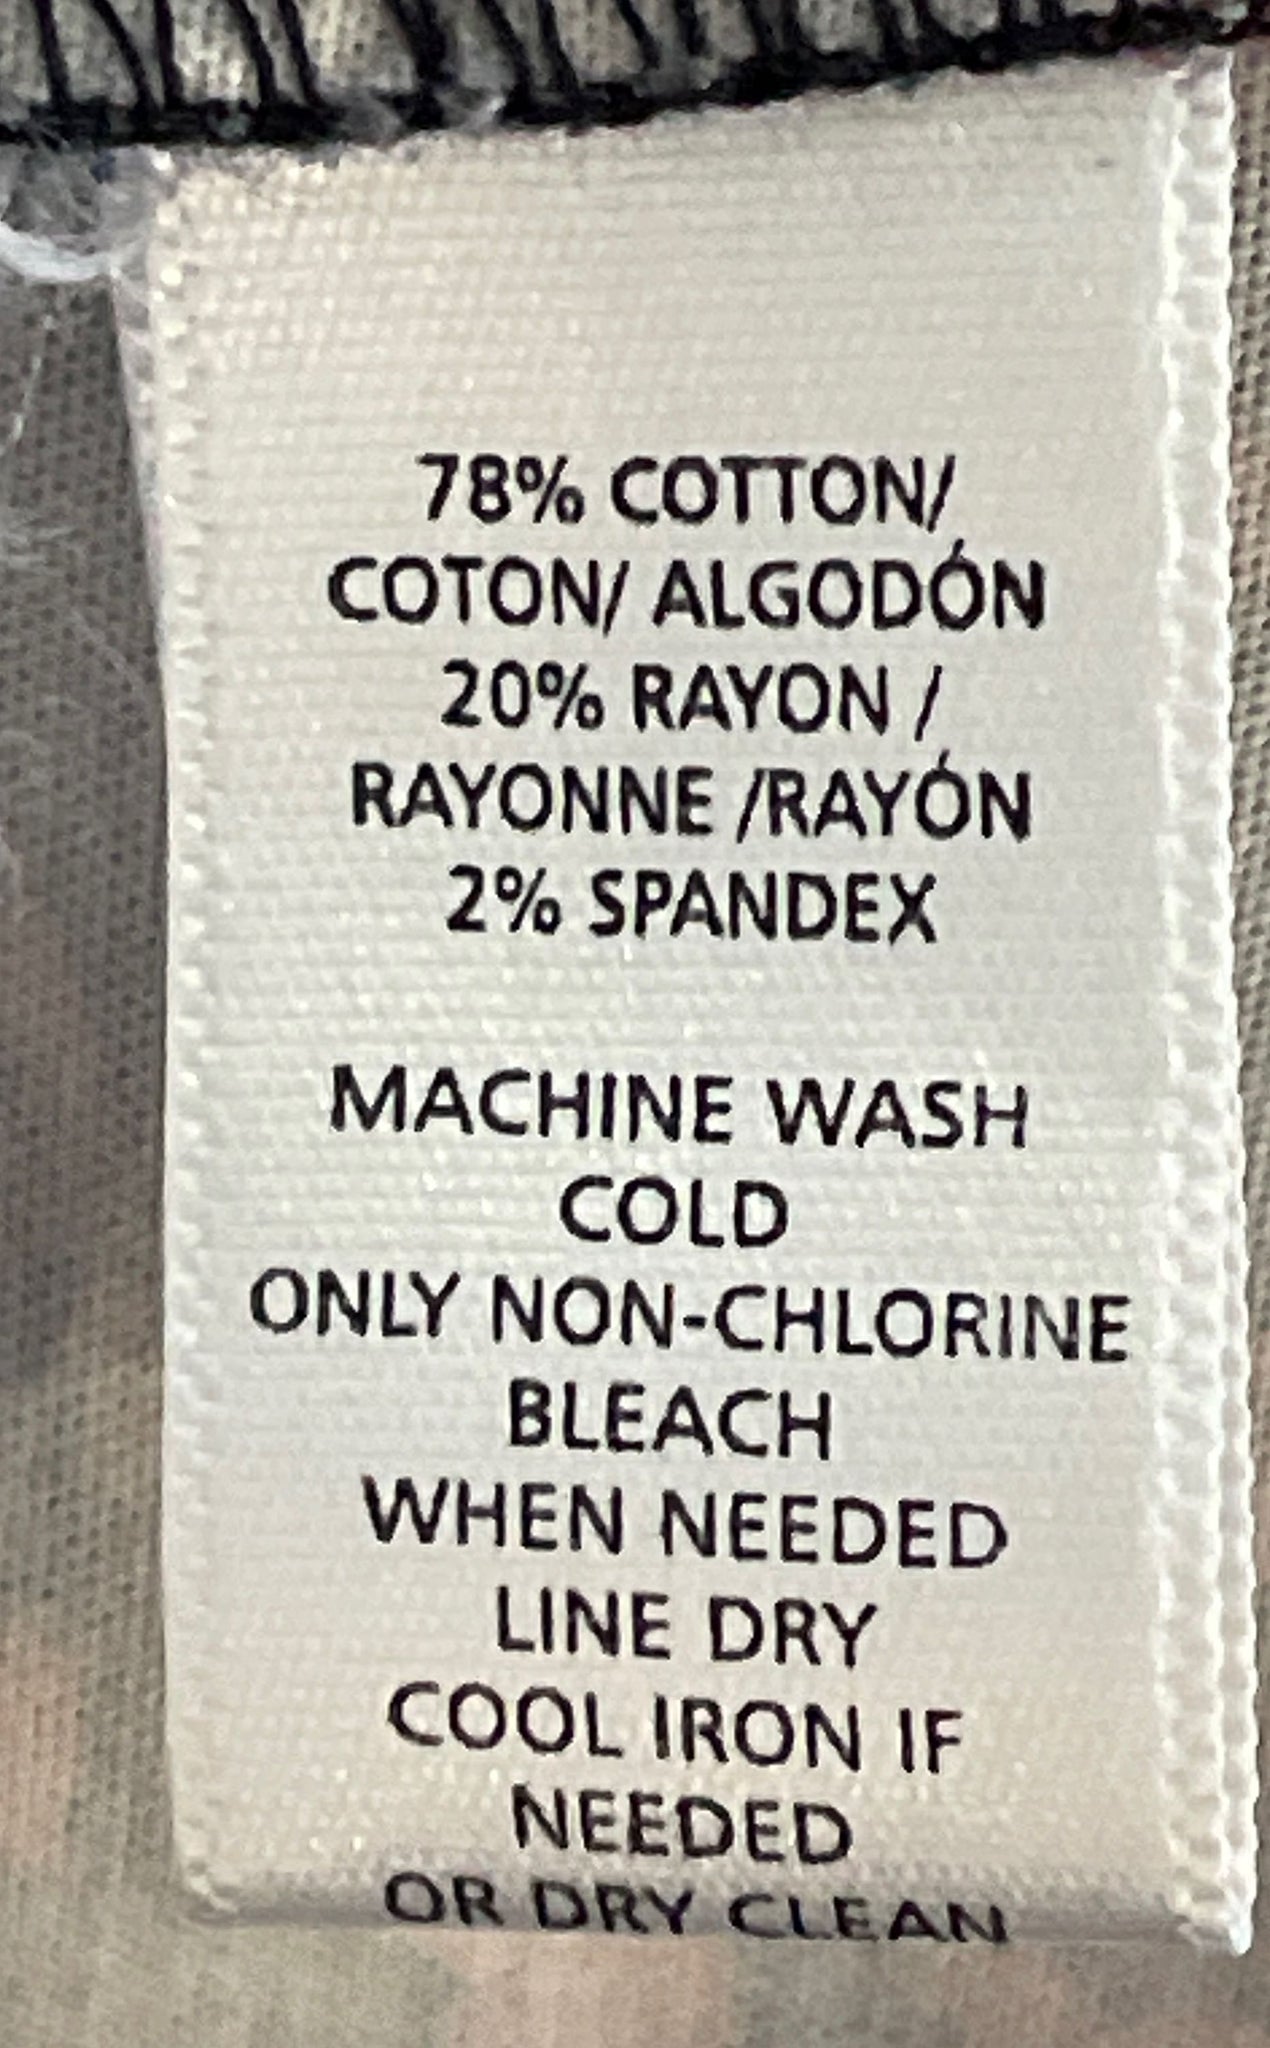 78% COTTON/
COTON/ ALGODÓN
20% RAYON /
RAYONNE /RAYÓN
2% SPANDEX
MACHINE WASH
COLD
ONLY NON-CHLORINE
BLEACH
WHEN NEEDED
LINE DRY
COOL IRON IF
NEEDED
OR DRY CLEAN